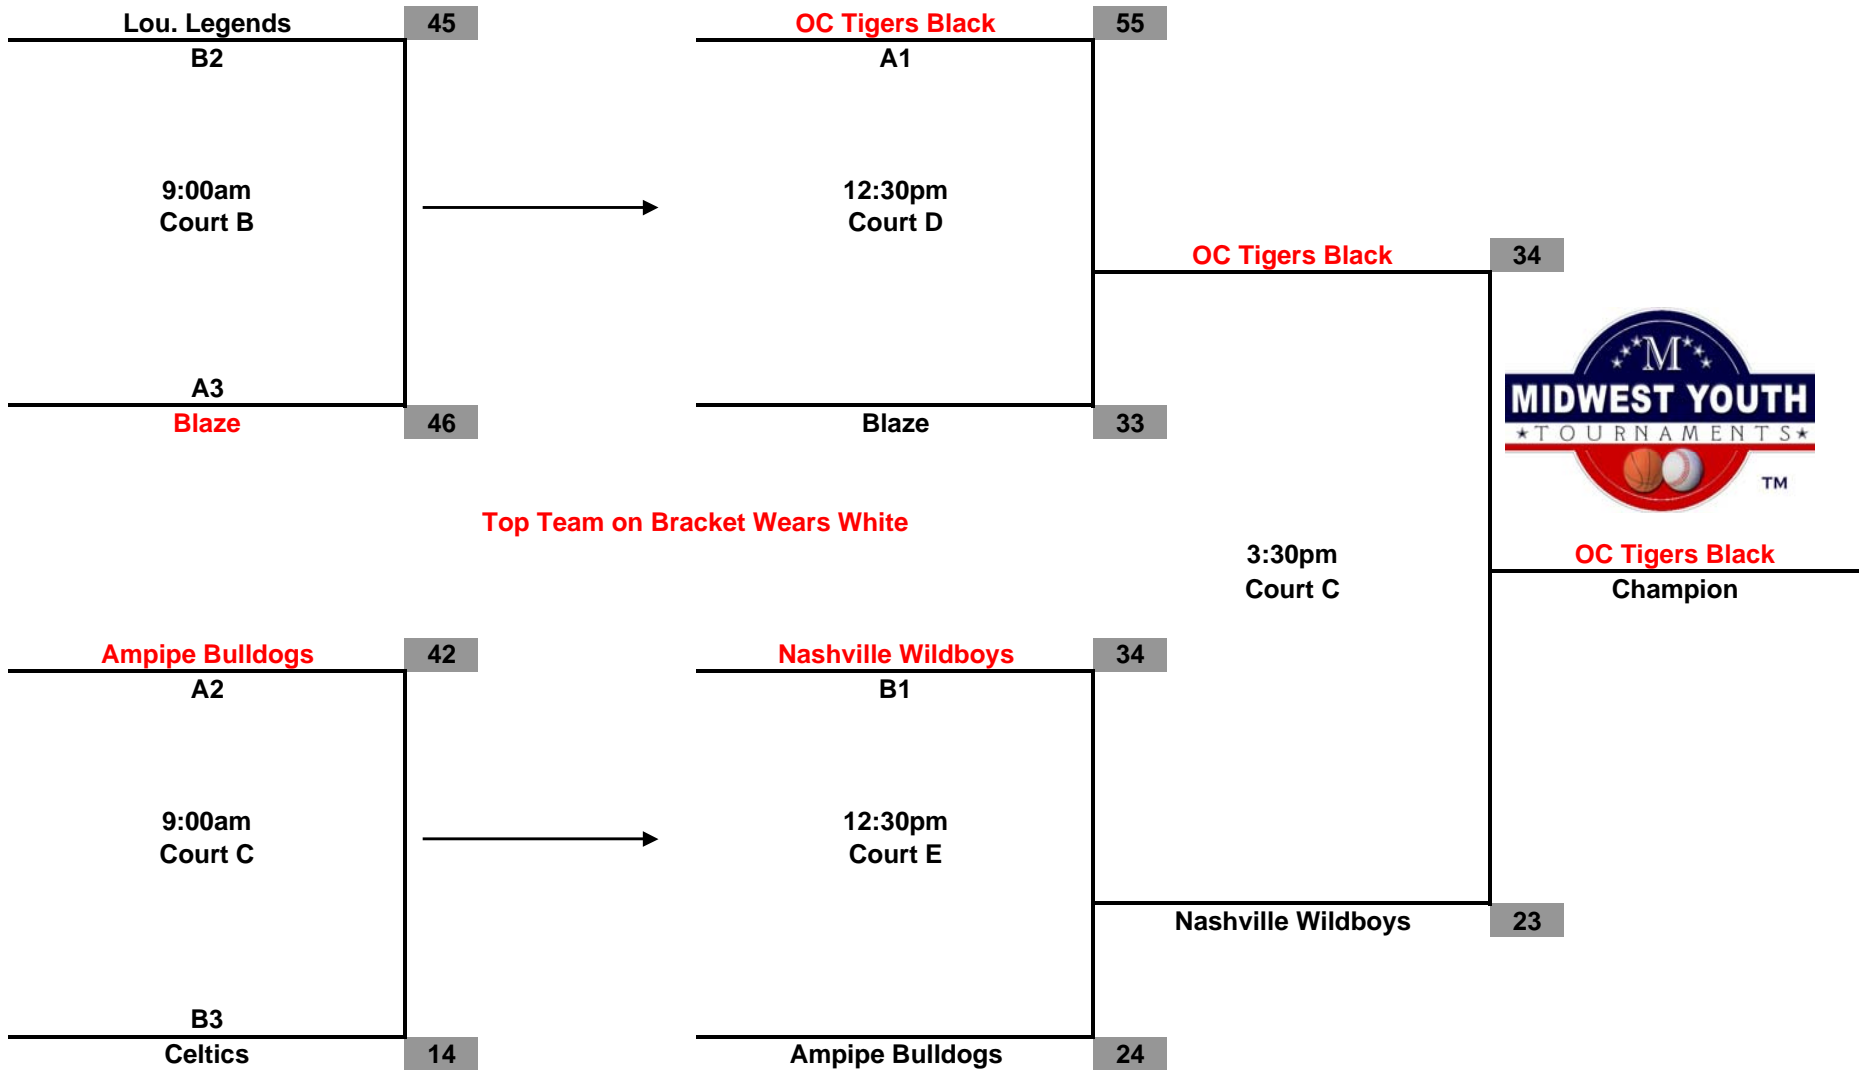 Lou. Legends 45
B2
9:00am
Court B
A3
Blaze 46
OC Tigers Black 55
A1
12:30pm
Court D
Blaze 33
OC Tigers Black 34
M
MIDWEST YOUTH
TOURNAMENTS
TM
Top Team on Bracket Wears White
3:30pm
Court C
OC Tigers Black
Champion
Ampipe Bulldogs 42
A2
9:00am
Court C
B3
Celtics 14
Nashville Wildboys 34
B1
12:30pm
Court E
Ampipe Bulldogs 24
Nashville Wildboys 23